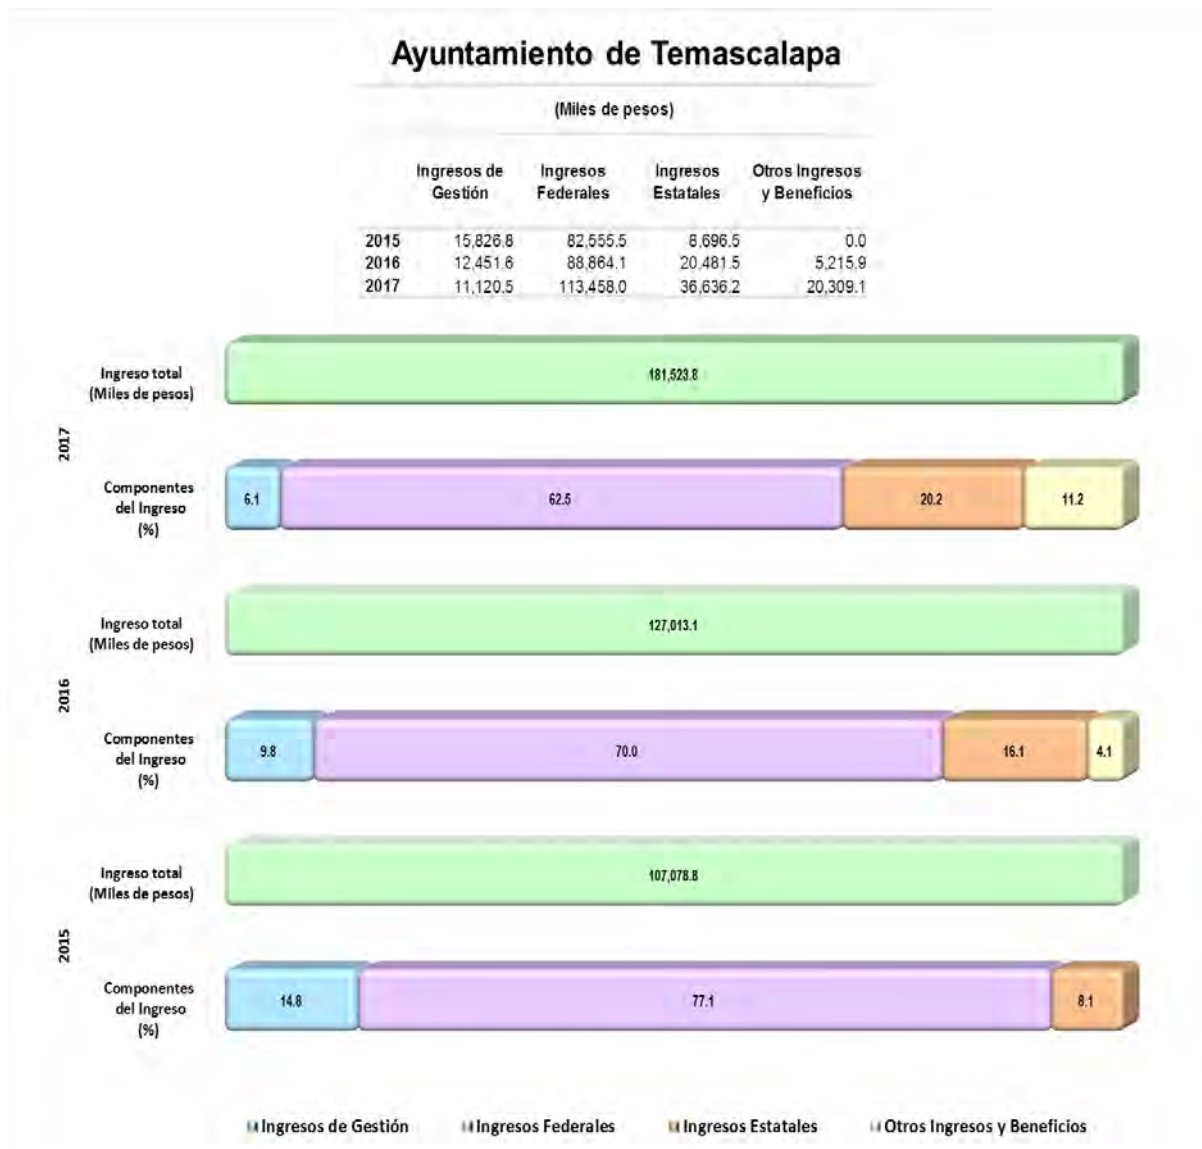 Ayuntamiento de Temascalapa
(Miles de pesos)
Ingresos de Gestión Ingresos Federales Ingresos Estatales Otros Ingresos y Beneficios
2015 15,826.8 82,555.5 8,696.5 0.0
2016 12,451.6 88,864.1 20,481.5 5,215.9
2017 11,120.5 113,458.0 36,636.2 20,309.1
2017
Ingreso total
(Miles de pesos)
181,523.8
Componentes
del Ingreso
(%)
6.1 62.5 20.2 11.2
2016
Ingreso total
(Miles de pesos)
127,013.1
Componentes
del Ingreso
(%)
9.8 70.0 16.1 4.1
2015
Ingreso total
(Miles de pesos)
107,078.8
Componentes
del Ingreso
(%)
14.8 77.1 8.1
Ingresos de Gestión Ingresos Federales Ingresos Estatales Otros Ingresos y Beneficios